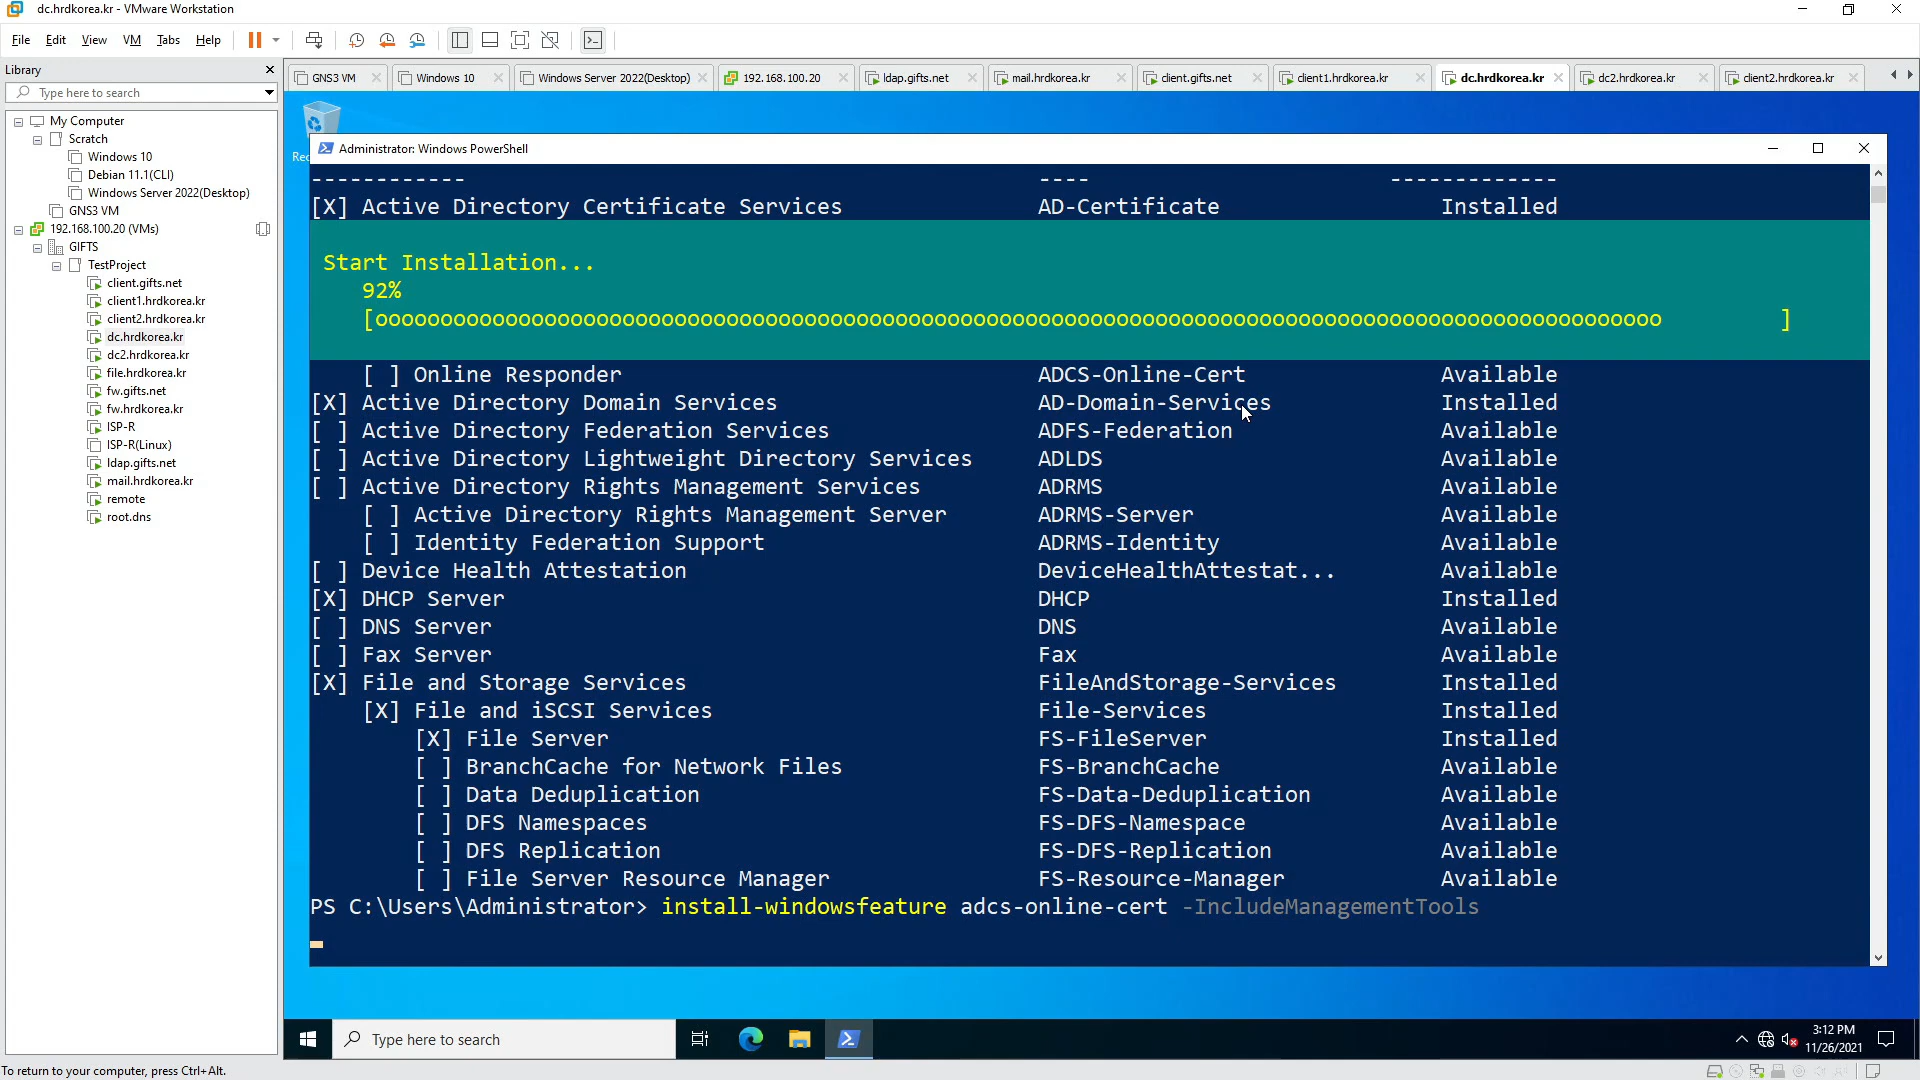 dc.hrdkorea.kr - VMware Workstation
File Edit View VM Tabs Help
Library
Type here to search
GNS3 VM
Windows 10
Windows Server 2022(Desktop)
192.168.100.20
ldap.gifts.net
mail.hrdkorea.kr
client.gifts.net
client1.hrdkorea.kr
dc.hrdkorea.kr
dc2.hrdkorea.kr
client2.hrdkorea.kr
My Computer
Scratch
Windows 10
Debian 11.1(CLI)
Windows Server 2022(Desktop)
GNS3 VM
192.168.100.20 (VMs)
GIFTS
TestProject
client.gifts.net
client1.hrdkorea.kr
client2.hrdkorea.kr
dc.hrdkorea.kr
dc2.hrdkorea.kr
file.hrdkorea.kr
fw.gifts.net
fw.hrdkorea.kr
ISP-R
ISP-R(Linux)
ldap.gifts.net
mail.hrdkorea.kr
remote
root.dns
Rec
Administrator: Windows PowerShell
------------ ---- -------------
[X] Active Directory Certificate Services AD-Certificate Installed
Start Installation...
92%
[ooooooooooooooooooooooooooooooooooooooooooooooooooooooooooooooooooooooooooooooooooooooooooooooooooo ]
[ ] Online Responder ADCS-Online-Cert Available
[X] Active Directory Domain Services AD-Domain-Services Installed
[ ] Active Directory Federation Services ADFS-Federation Available
[ ] Active Directory Lightweight Directory Services ADLDS Available
[ ] Active Directory Rights Management Services ADRMS Available
[ ] Active Directory Rights Management Server ADRMS-Server Available
[ ] Identity Federation Support ADRMS-Identity Available
[ ] Device Health Attestation DeviceHealthAttestat... Available
[X] DHCP Server DHCP Installed
[ ] DNS Server DNS Available
[ ] Fax Server Fax Available
[X] File and Storage Services FileAndStorage-Services Installed
[X] File and iSCSI Services File-Services Installed
[X] File Server FS-FileServer Installed
[ ] BranchCache for Network Files FS-BranchCache Available
[ ] Data Deduplication FS-Data-Deduplication Available
[ ] DFS Namespaces FS-DFS-Namespace Available
[ ] DFS Replication FS-DFS-Replication Available
[ ] File Server Resource Manager FS-Resource-Manager Available
PS C:\Users\Administrator> install-windowsfeature adcs-online-cert -IncludeManagementTools
Type here to search
3:12 PM
11/26/2021
To return to your computer, press Ctrl+Alt.